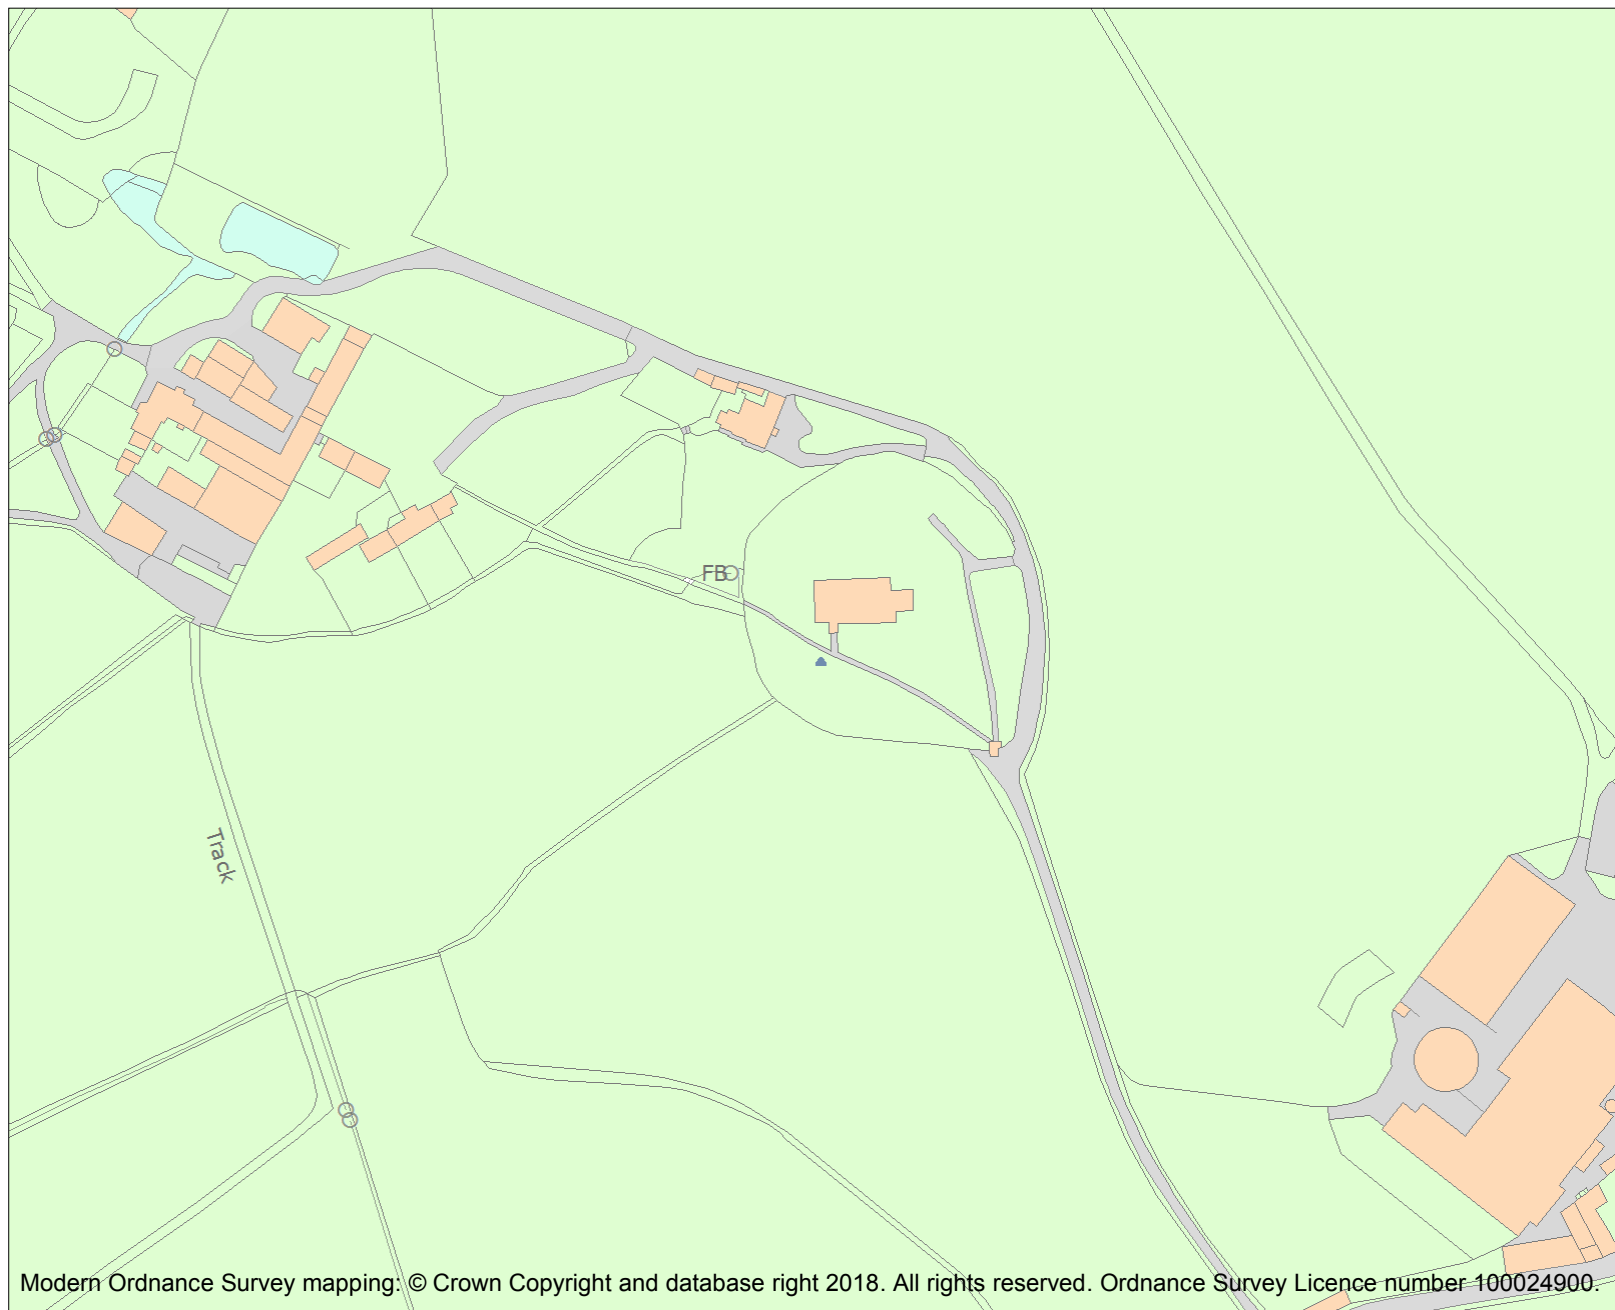 FB
Track
Modern Ordnance Survey mapping: © Crown Copyright and database right 2018. All rights reserved. Ordnance Survey Licence number 100024900.